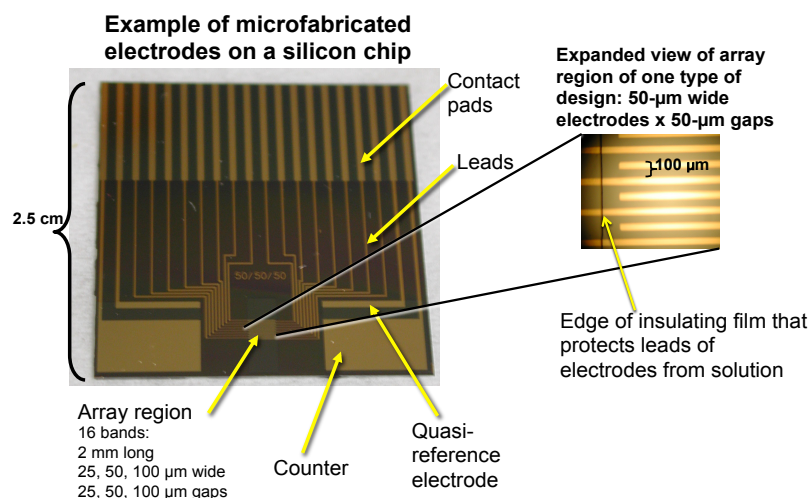 Example of microfabricated
electrodes on a silicon chip
Contact
pads
Leads
2.5 cm
50/50/50
Expanded view of array
region of one type of
design: 50-µm wide
electrodes x 50-µm gaps
100 µm
Edge of insulating film that
protects leads of
electrodes from solution
Array region
16 bands:
2 mm long
25, 50, 100 µm wide
25, 50, 100 µm gaps
Counter
Quasi-
reference
electrode